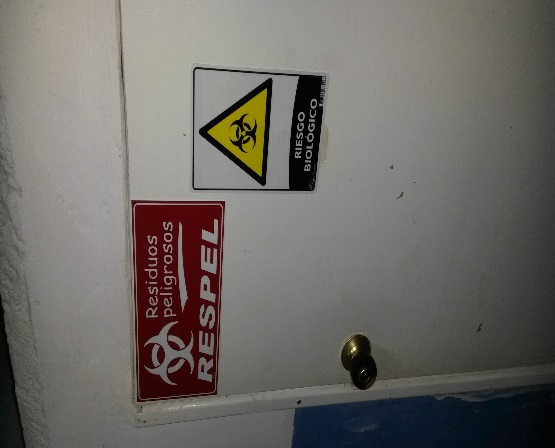 RIESGO
BIOLÓGICO
Residuos
peligrosos
RESPEL